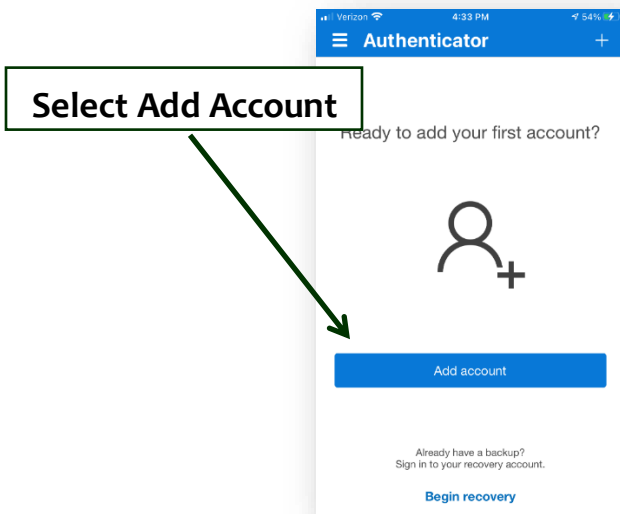 Verizon 4:33 PM 54%
Authenticator
Select Add Account
Ready to add your first account?
Add account
Already have a backup?
Sign in to your recovery account.
Begin recovery